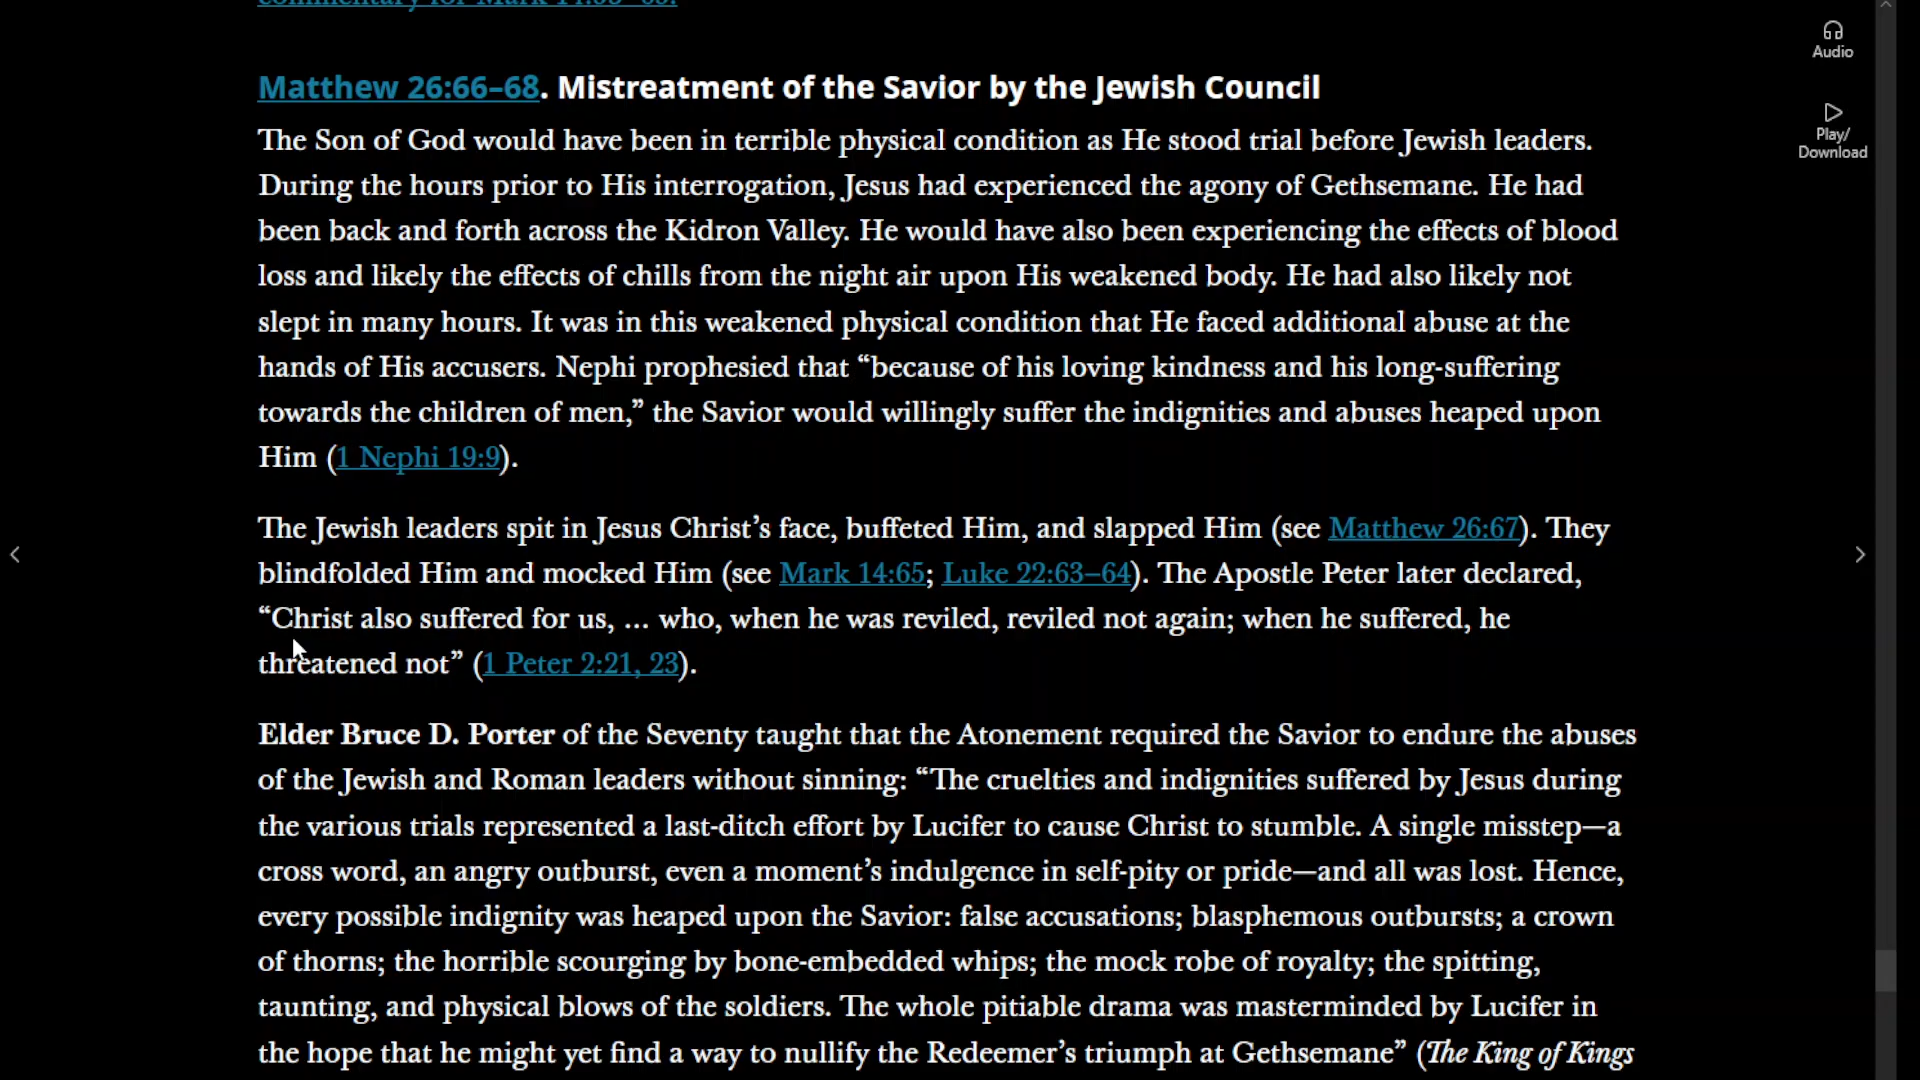 Matthew 26:66–68. Mistreatment of the Savior by the Jewish Council
The Son of God would have been in terrible physical condition as He stood trial before Jewish leaders.
During the hours prior to His interrogation, Jesus had experienced the agony of Gethsemane. He had
been back and forth across the Kidron Valley. He would have also been experiencing the effects of blood
loss and likely the effects of chills from the night air upon His weakened body. He had also likely not
slept in many hours. It was in this weakened physical condition that He faced additional abuse at the
hands of His accusers. Nephi prophesied that “because of his loving kindness and his long-suffering
towards the children of men,” the Savior would willingly suffer the indignities and abuses heaped upon
Him (1 Nephi 19:9).
The Jewish leaders spit in Jesus Christ’s face, buffeted Him, and slapped Him (see Matthew 26:67). They
blindfolded Him and mocked Him (see Mark 14:65; Luke 22:63–64). The Apostle Peter later declared,
“Christ also suffered for us, … who, when he was reviled, reviled not again; when he suffered, he
threatened not” (1 Peter 2:21, 23).
Elder Bruce D. Porter of the Seventy taught that the Atonement required the Savior to endure the abuses
of the Jewish and Roman leaders without sinning: “The cruelties and indignities suffered by Jesus during
the various trials represented a last-ditch effort by Lucifer to cause Christ to stumble. A single misstep—a
cross word, an angry outburst, even a moment’s indulgence in self-pity or pride—and all was lost. Hence,
every possible indignity was heaped upon the Savior: false accusations; blasphemous outbursts; a crown
of thorns; the horrible scourging by bone-embedded whips; the mock robe of royalty; the spitting,
taunting, and physical blows of the soldiers. The whole pitiable drama was masterminded by Lucifer in
the hope that he might yet find a way to nullify the Redeemer’s triumph at Gethsemane” (The King of Kings
Audio
Play/
Download